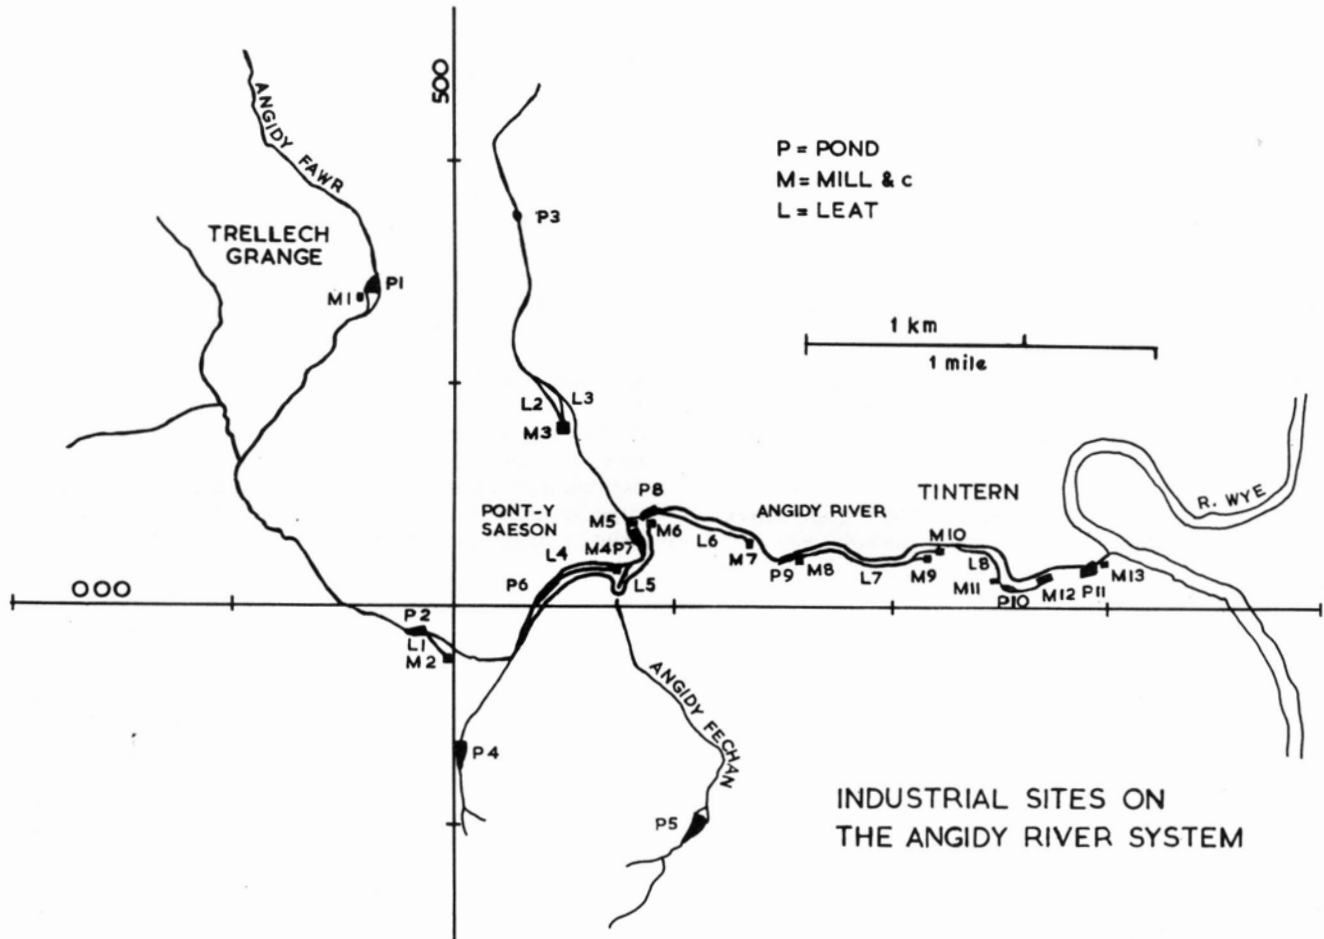 500
ANGIDY FAWR
P = POND
M = MILL & c
L = LEAT
P3
TRELLECH
GRANGE
P1
M1
1 km
1 mile
L2
L3
M3
R. WYE
TINTERN
P8
PONT-Y
SAESON
M5
M6
ANGIDY RIVER
M10
M4
P7
L6
M7
L4
P9
M8
L7
M9
L8
M13
P6
L5
M11
P10
M12
P11
000
P2
L1
M2
ANGIDY FECHAN
P4
P5
INDUSTRIAL SITES ON
THE ANGIDY RIVER SYSTEM